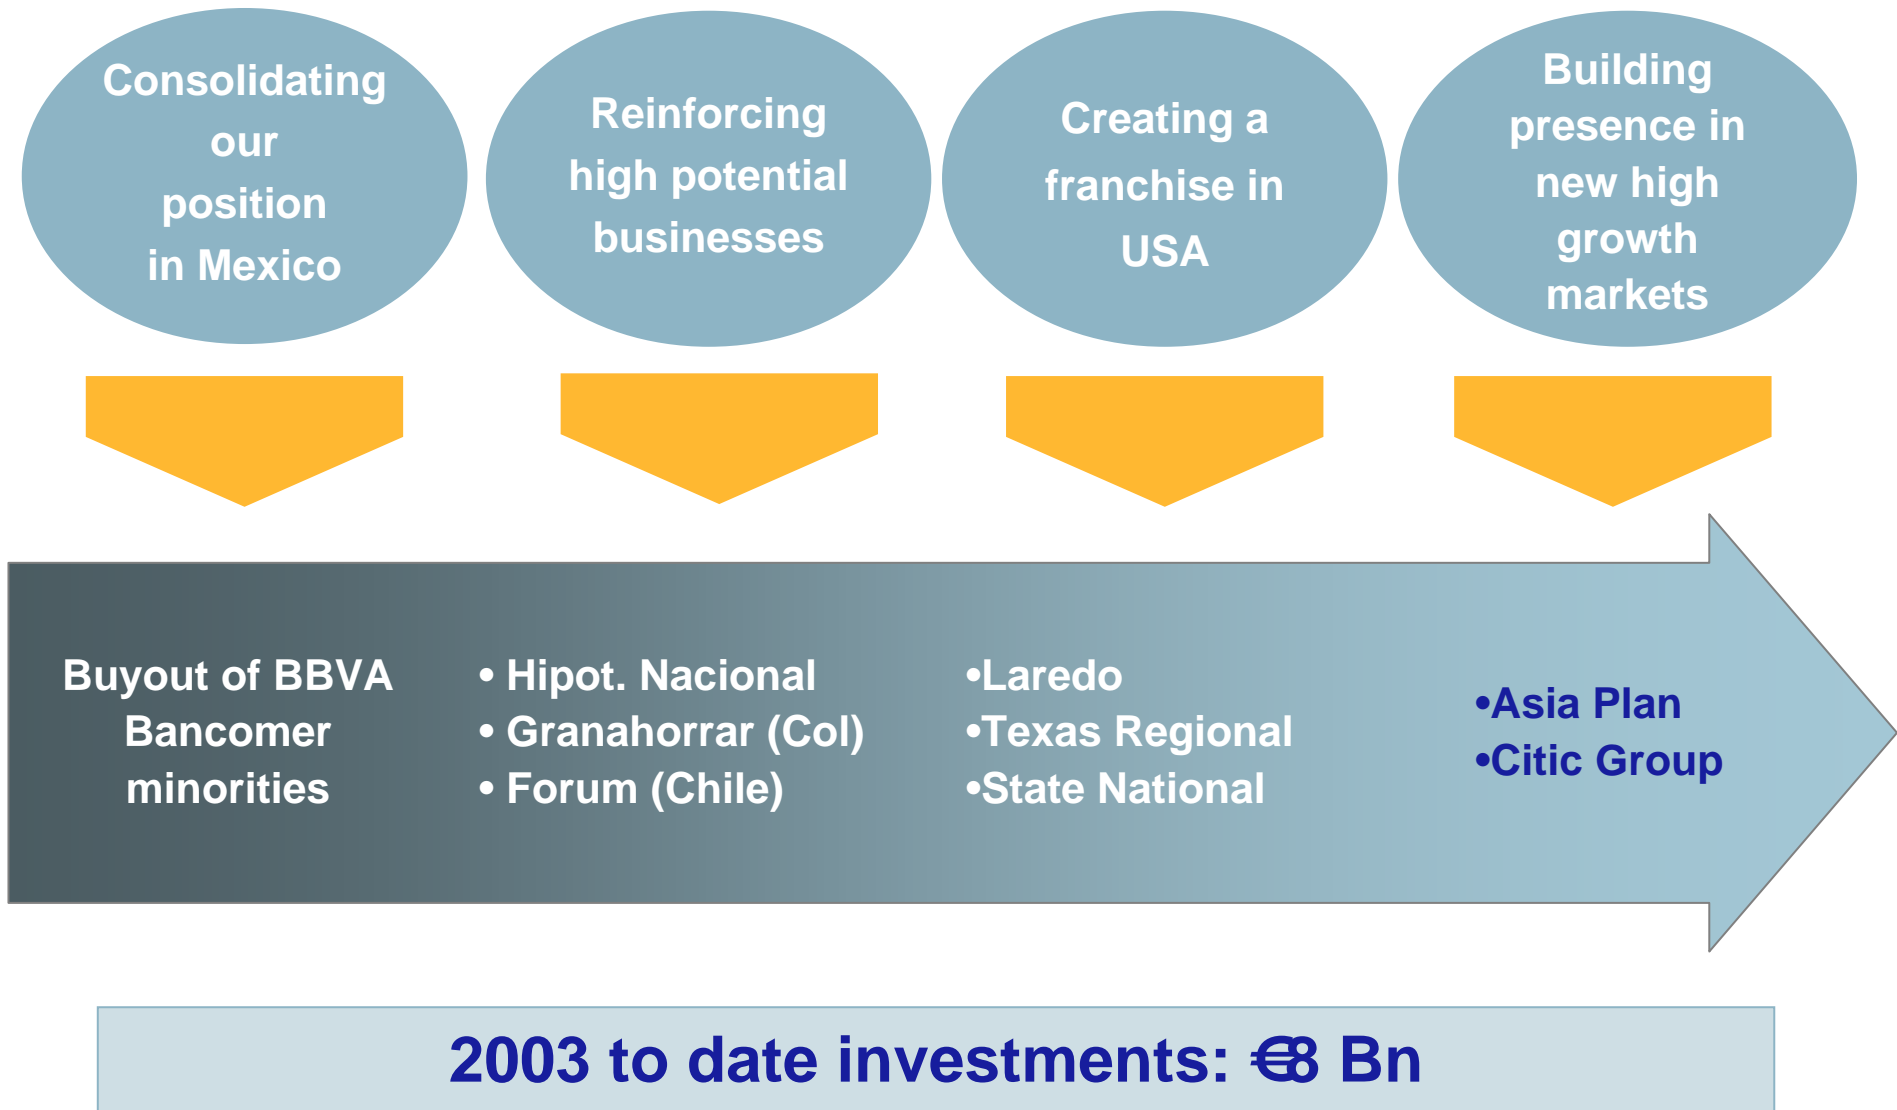 Consolidating
our
position
in Mexico
Reinforcing
high potential
businesses
Creating a
franchise in
USA
Building
presence in
new high
growth
markets
Buyout of BBVA
Bancomer
minorities
• Hipot. Nacional
• Granahorrar (Col)
• Forum (Chile)
•Laredo
•Texas Regional
•State National
•Asia Plan
•Citic Group
2003 to date investments: €8 Bn